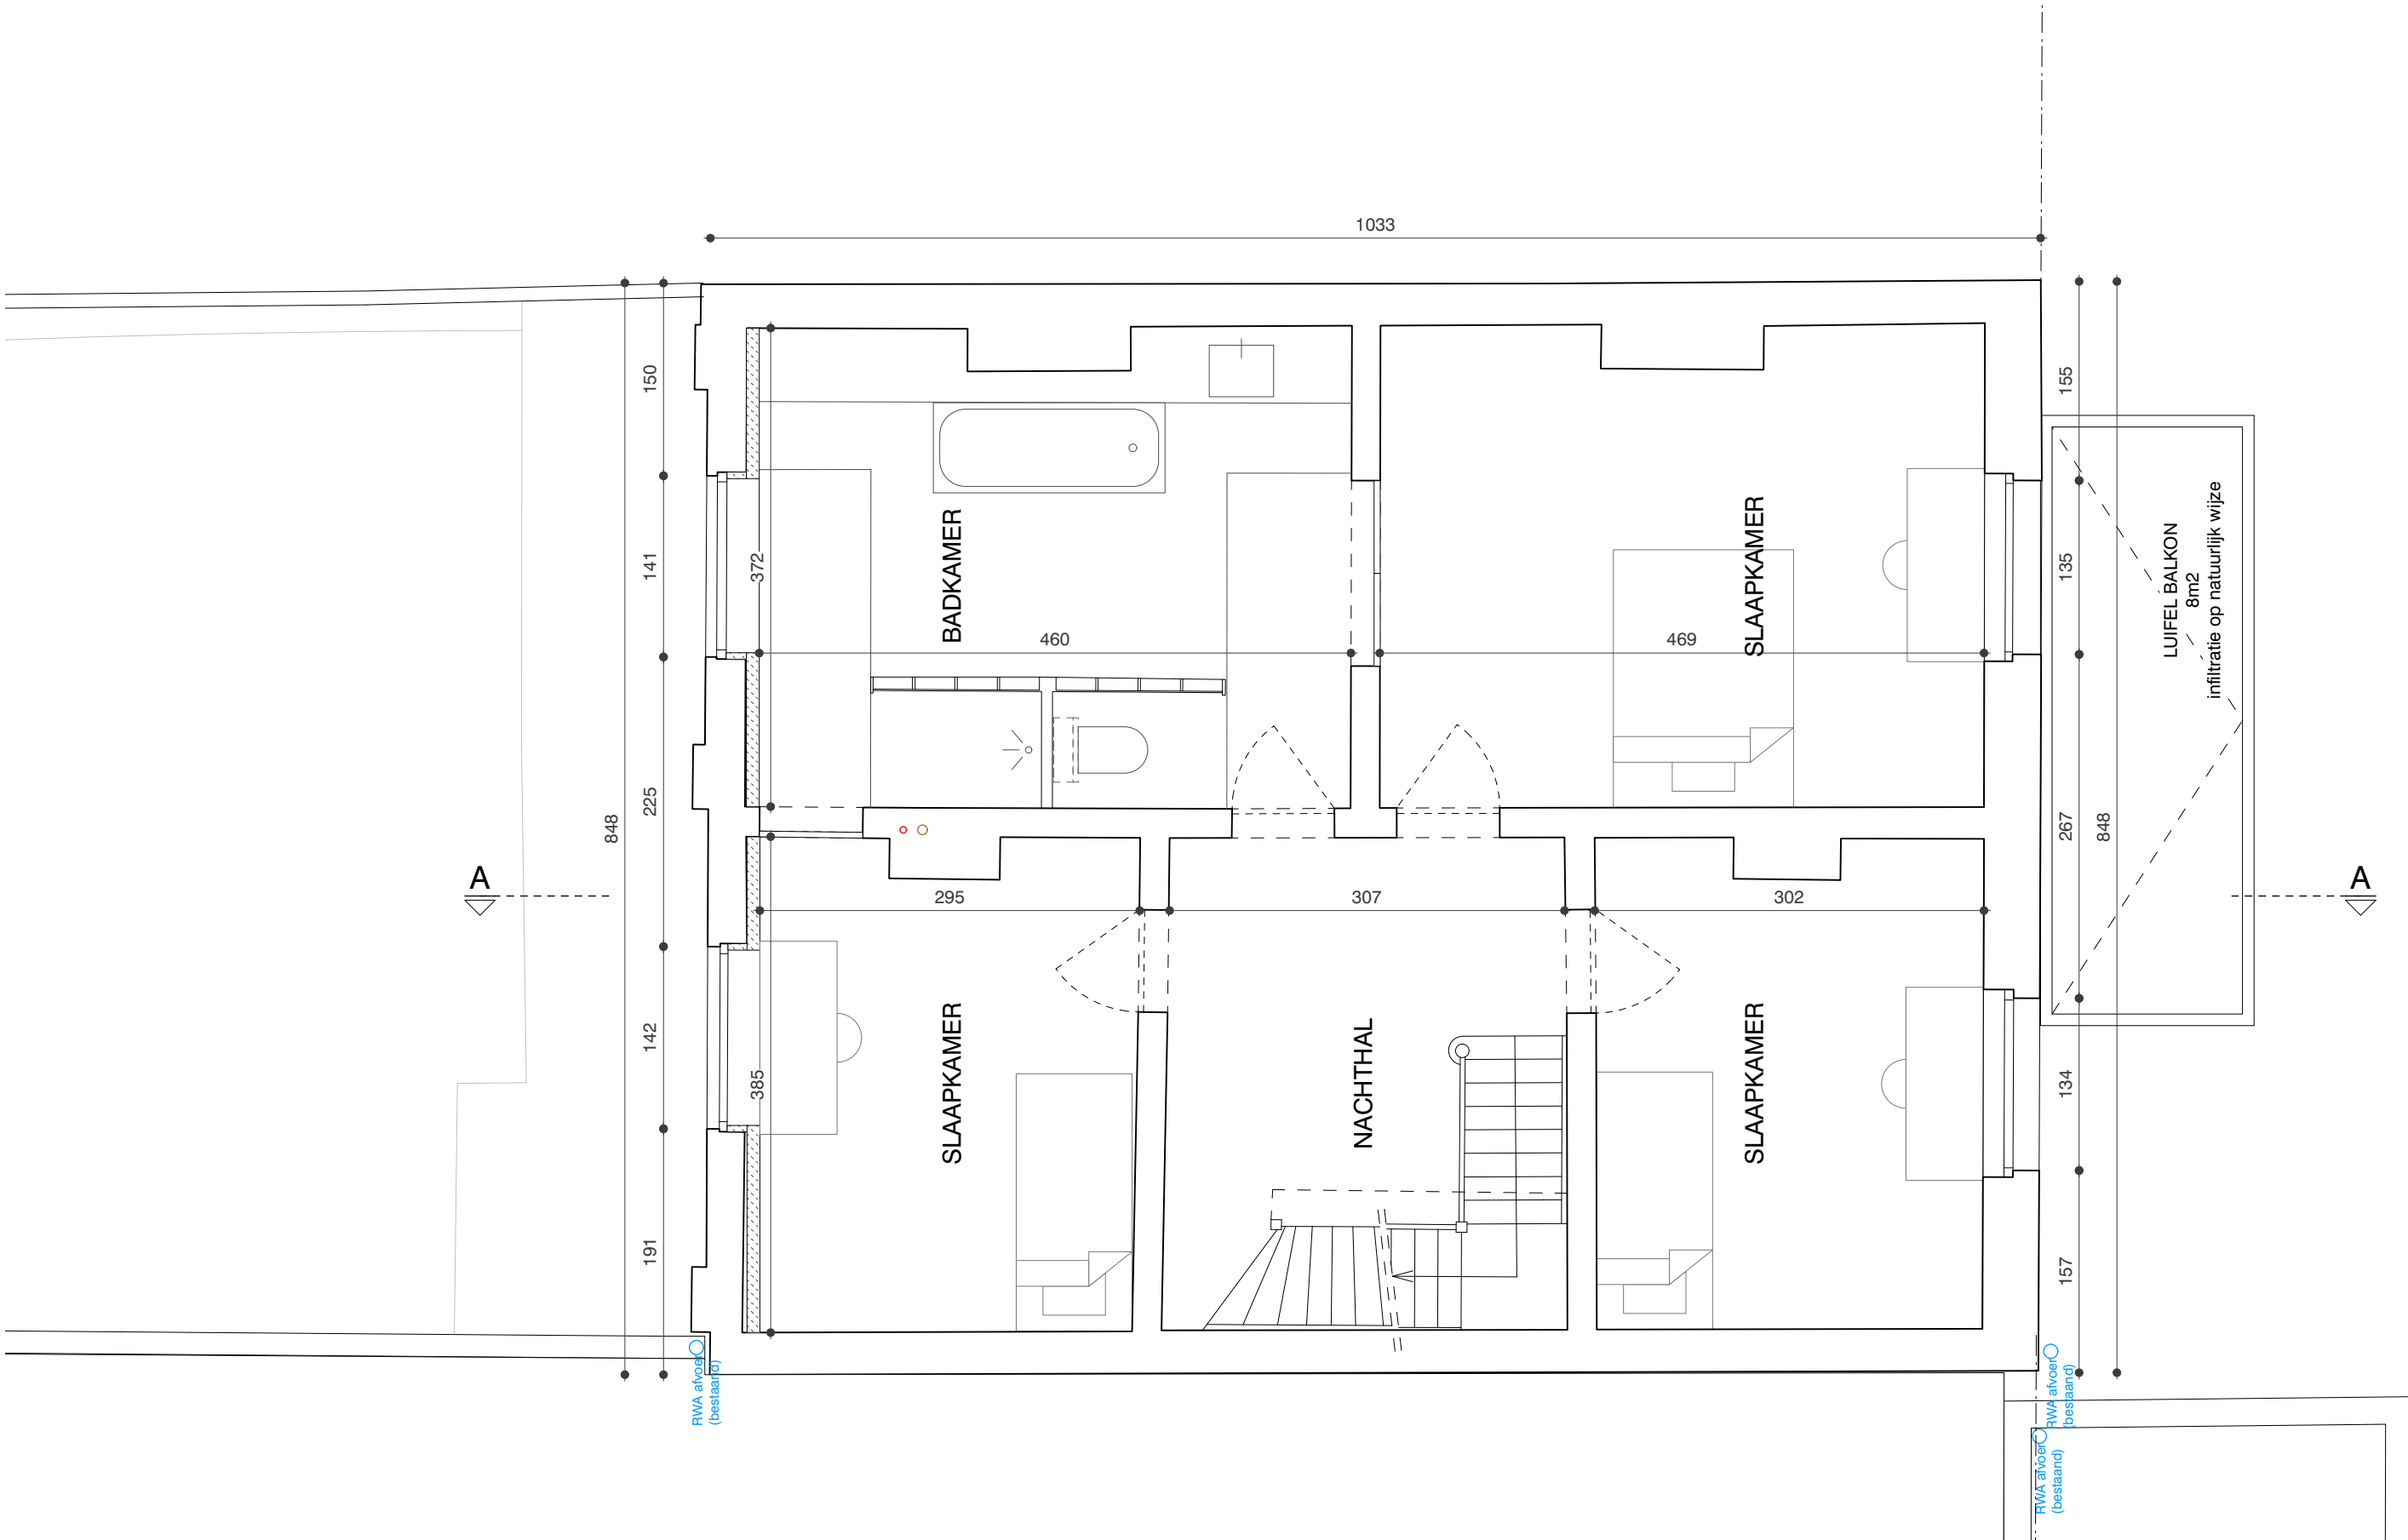 1033
150
155
BADKAMER
372
141
460
SLAAPKAMER
469
135
LUIFEL BALKON
8m2
infiltratie op natuurlijk wijze
225
848
267
848
A
295
307
302
A
142
385
SLAAPKAMER
NACHTHAL
SLAAPKAMER
134
191
157
RWA afvoer
(bestaand)
RWA afvoer
(bestaand)
RWA afvoer
(bestaand)